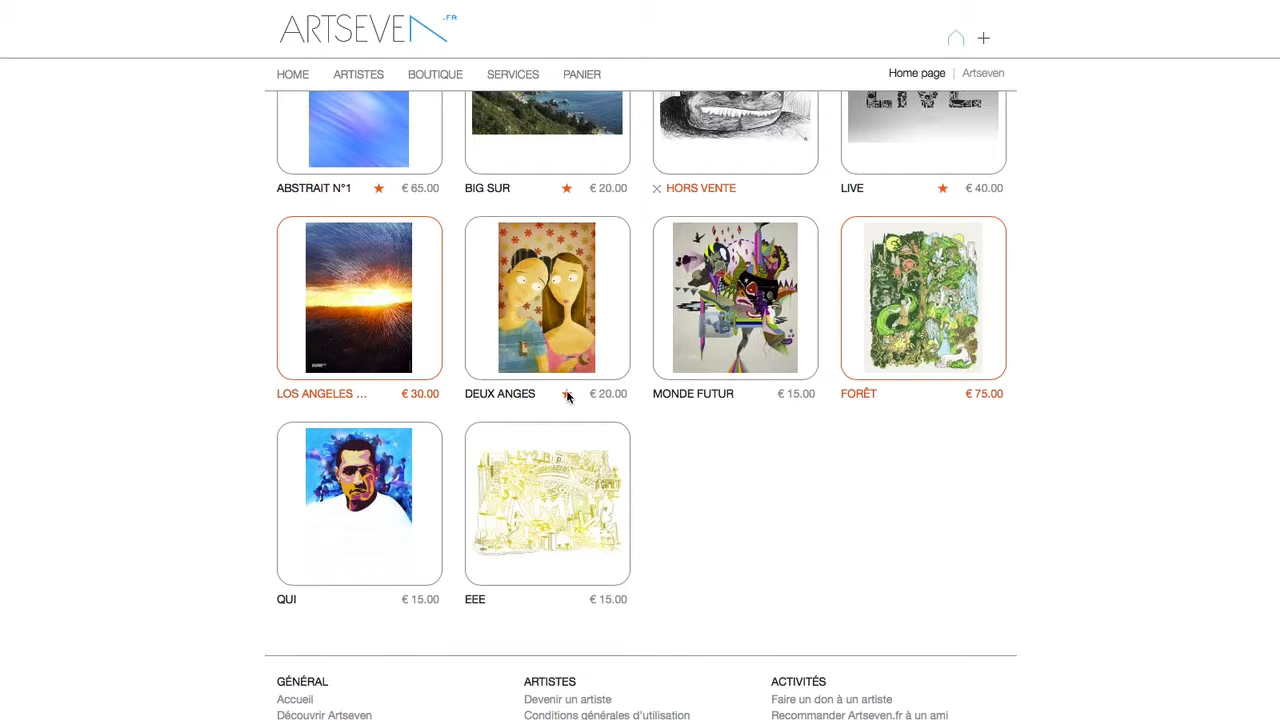 ARTSEVEN.FR
HOME ARTISTES BOUTIQUE SERVICES PANIER Home page | Artseven
LIVE
ABSTRAIT N°1 ★ € 65.00
BIG SUR ★ € 20.00
HORS VENTE
LIVE ★ € 40.00
LOS ANGELES ... € 30.00
DEUX ANGES € 20.00
MONDE FUTUR € 15.00
FORÊT € 75.00
QUI € 15.00
EEE € 15.00
GÉNÉRAL
Accueil
Découvrir Artseven
ARTISTES
Devenir un artiste
Conditions générales d'utilisation
ACTIVITÉS
Faire un don à un artiste
Recommander Artseven.fr à un ami